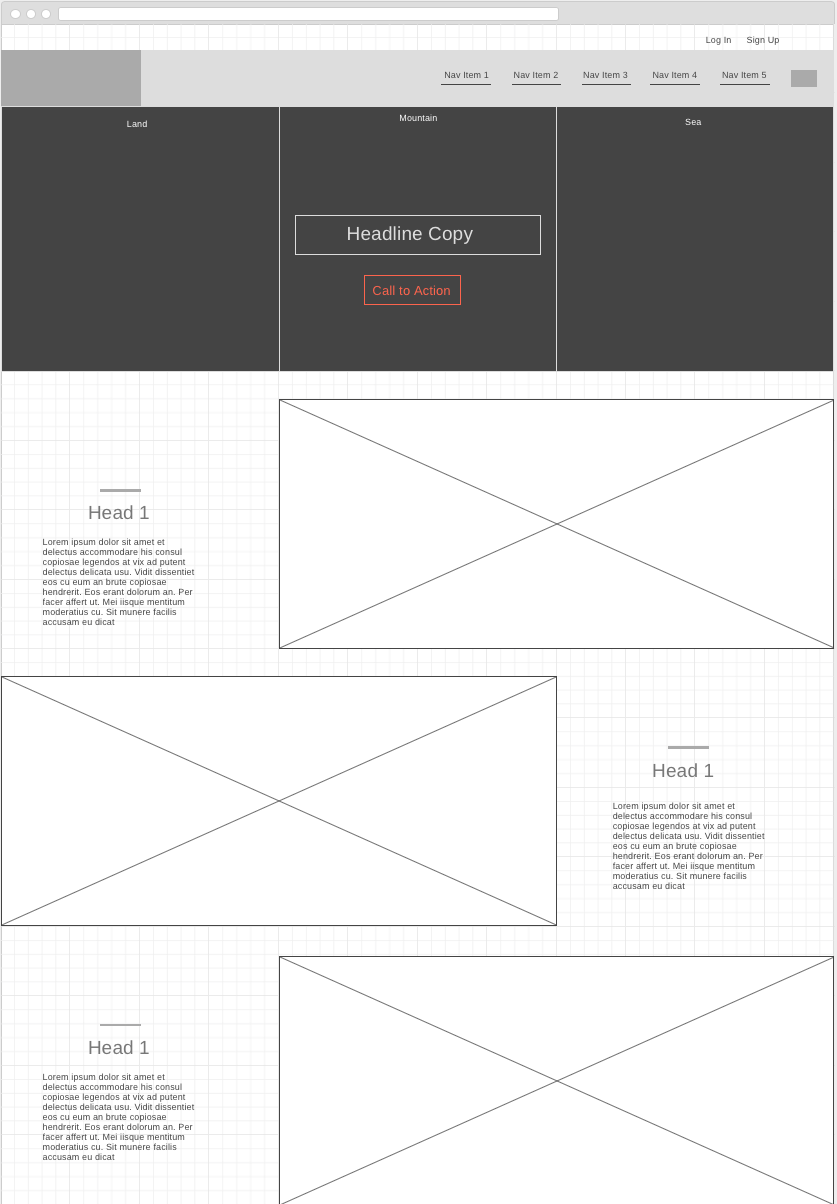 Log In Sign Up
Nav Item 1 Nav Item 2 Nav Item 3 Nav Item 4 Nav Item 5
Land Mountain Sea
Headline Copy
Call to Action
Head 1
Lorem ipsum dolor sit amet et
delectus accommodare his consul
copiosae legendos at vix ad putent
delectus delicata usu. Vidit dissentiet
eos cu eum an brute copiosae
hendrerit. Eos erant dolorum an. Per
facer affert ut. Mei iisque mentitum
moderatius cu. Sit munere facilis
accusam eu dicat
Head 1
Lorem ipsum dolor sit amet et
delectus accommodare his consul
copiosae legendos at vix ad putent
delectus delicata usu. Vidit dissentiet
eos cu eum an brute copiosae
hendrerit. Eos erant dolorum an. Per
facer affert ut. Mei iisque mentitum
moderatius cu. Sit munere facilis
accusam eu dicat
Head 1
Lorem ipsum dolor sit amet et
delectus accommodare his consul
copiosae legendos at vix ad putent
delectus delicata usu. Vidit dissentiet
eos cu eum an brute copiosae
hendrerit. Eos erant dolorum an. Per
facer affert ut. Mei iisque mentitum
moderatius cu. Sit munere facilis
accusam eu dicat